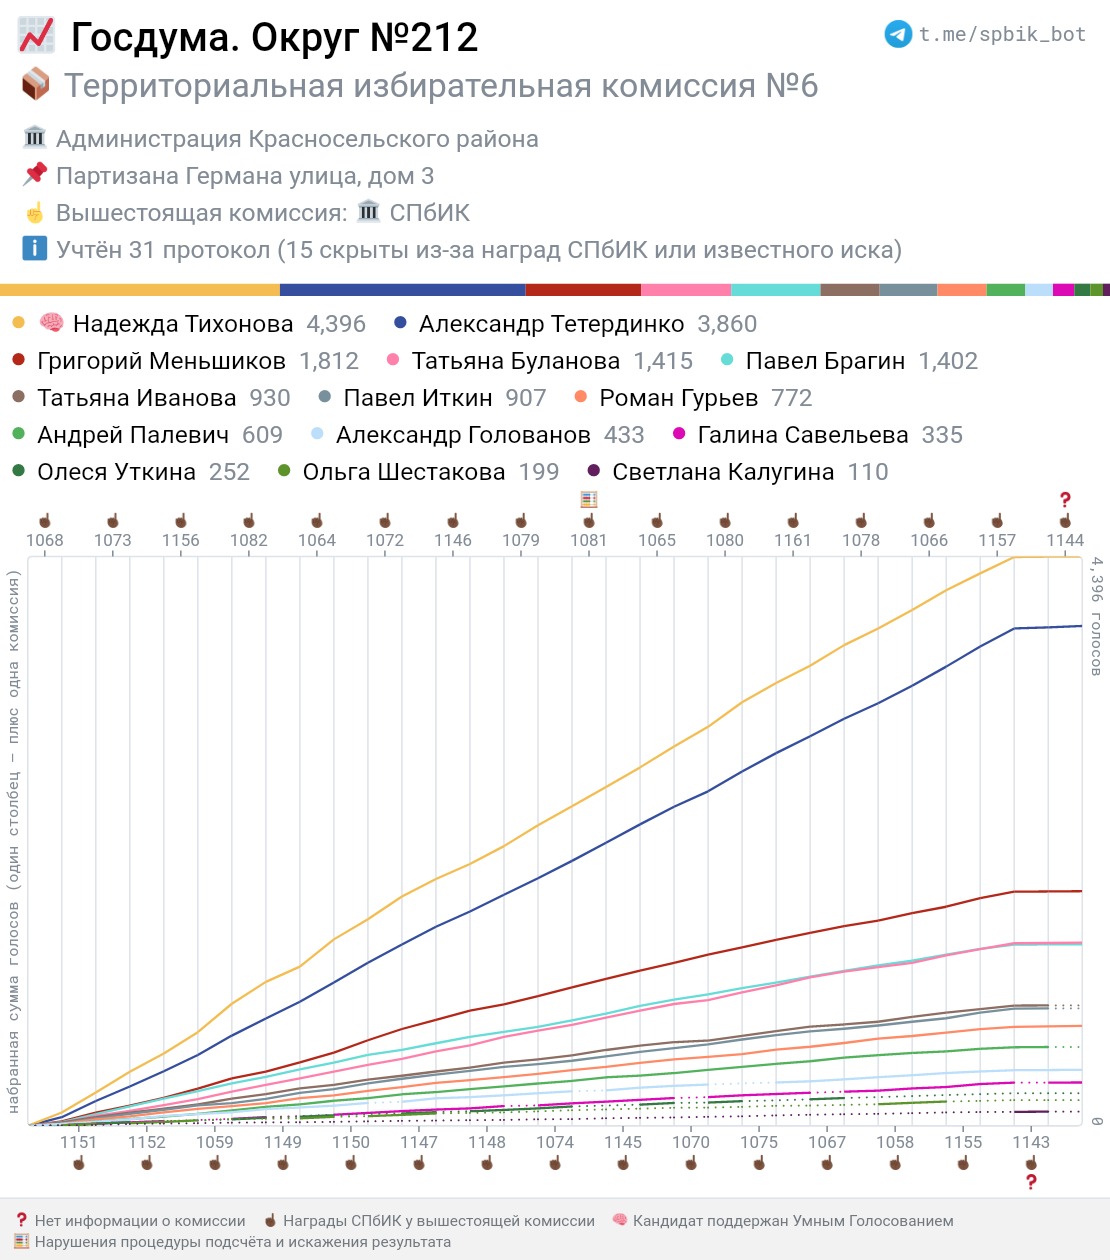 Госдума. Округ №212
t.me/spbik_bot
Территориальная избирательная комиссия №6
Администрация Красносельского района
Партизана Германа улица, дом 3
Вышестоящая комиссия: СПбИК
Учтён 31 протокол (15 скрыты из-за наград СПбИК или известного иска)
Надежда Тихонова 4,396 Александр Тетердинко 3,860
Григорий Меньшиков 1,812 Татьяна Буланова 1,415 Павел Брагин 1,402
Татьяна Иванова 930 Павел Иткин 907 Роман Гурьев 772
Андрей Палевич 609 Александр Голованов 433 Галина Савельева 335
Олеся Уткина 252 Ольга Шестакова 199 Светлана Калугина 110
1068 1073 1156 1082 1064 1072 1146 1079 1081 1065 1080 1161 1078 1066 1157 1144
набранная сумма голосов (один столбец — плюс одна комиссия)
4,396 голосов
0
1151 1152 1059 1149 1150 1147 1148 1074 1145 1070 1075 1067 1058 1155 1143
Нет информации о комиссии Награды СПбИК у вышестоящей комиссии Кандидат поддержан Умным Голосованием
Нарушения процедуры подсчёта и искажения результата